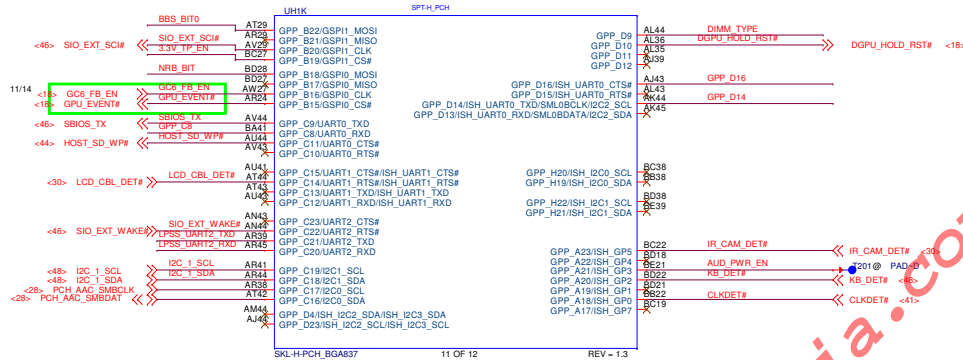 UH1K
SPT-H_PCH
BBS_BIT0 AT29 GPP_B22/GSPI1_MOSI
AR29 GPP_B21/GSPI1_MISO
<46> SIO_EXT_SCI# SIO_EXT_SCI# AV29 GPP_B20/GSPI1_CLK
3.3V_TP_EN BC27 GPP_B19/GSPI1_CS#
NRB_BIT BD28 GPP_B18/GSPI0_MOSI
BD27 GPP_B17/GSPI0_MISO
11/14 <18> GC6_FB_EN GC6_FB_EN AW27 GPP_B16/GSPI0_CLK
<18> GPU_EVENT# GPU_EVENT# AR24 GPP_B15/GSPI0_CS#
<46> SBIOS_TX SBIOS_TX AV44 GPP_C9/UART0_TXD
GPP_C8 BA41 GPP_C8/UART0_RXD
<44> HOST_SD_WP# HOST_SD_WP# AU44 GPP_C11/UART0_CTS#
AV43 GPP_C10/UART0_RTS#
AU41 GPP_C15/UART1_CTS#/ISH_UART1_CTS#
<30> LCD_CBL_DET# LCD_CBL_DET# AT44 GPP_C14/UART1_RTS#/ISH_UART1_RTS#
AT43 GPP_C13/UART1_TXD/ISH_UART1_TXD
AU43 GPP_C12/UART1_RXD/ISH_UART1_RXD
AN43 GPP_C23/UART2_CTS#
<46> SIO_EXT_WAKE# SIO_EXT_WAKE# AN44 GPP_C22/UART2_RTS#
LPSS_UART2_TXD AR39 GPP_C21/UART2_TXD
LPSS_UART2_RXD AR45 GPP_C20/UART2_RXD
<48> I2C_1_SCL I2C_1_SCL AR41 GPP_C19/I2C1_SCL
<48> I2C_1_SDA I2C_1_SDA AR44 GPP_C18/I2C1_SDA
<28> PCH_AAC_SMBCLK AR38 GPP_C17/I2C0_SCL
<28> PCH_AAC_SMBDAT AT42 GPP_C16/I2C0_SDA
AM44 GPP_D4/ISH_I2C2_SDA/ISH_I2C3_SDA
AJ44 GPP_D23/ISH_I2C2_SCL/ISH_I2C3_SCL
GPP_D9 AL44 DIMM_TYPE
GPP_D10 AL36 DGPU_HOLD_RST# DGPU_HOLD_RST# <18>
GPP_D11 AL35
GPP_D12 AJ39
GPP_D16/ISH_UART0_CTS# AJ43 GPP_D16
GPP_D15/ISH_UART0_RTS# AL43
GPP_D14/ISH_UART0_TXD/SML0BCLK/I2C2_SCL AK44 GPP_D14
GPP_D13/ISH_UART0_RXD/SML0BDATA/I2C2_SDA AK45
GPP_H20/ISH_I2C0_SCL BC38
GPP_H19/ISH_I2C0_SDA BB38
GPP_H22/ISH_I2C1_SCL BD38
GPP_H21/ISH_I2C1_SDA BE39
GPP_A23/ISH_GP5 BC22 IR_CAM_DET# IR_CAM_DET# <30>
GPP_A22/ISH_GP4 BD18
GPP_A21/ISH_GP3 BE21 AUD_PWR_EN T201@ PAD~D
GPP_A20/ISH_GP2 BD22 KB_DET# KB_DET# <46>
GPP_A19/ISH_GP1 BD21
GPP_A18/ISH_GP0 BB22 CLKDET# CLKDET# <41>
GPP_A17/ISH_GP7 BC19
SKL-H-PCH_BGA837 11 OF 12 REV = 1.3